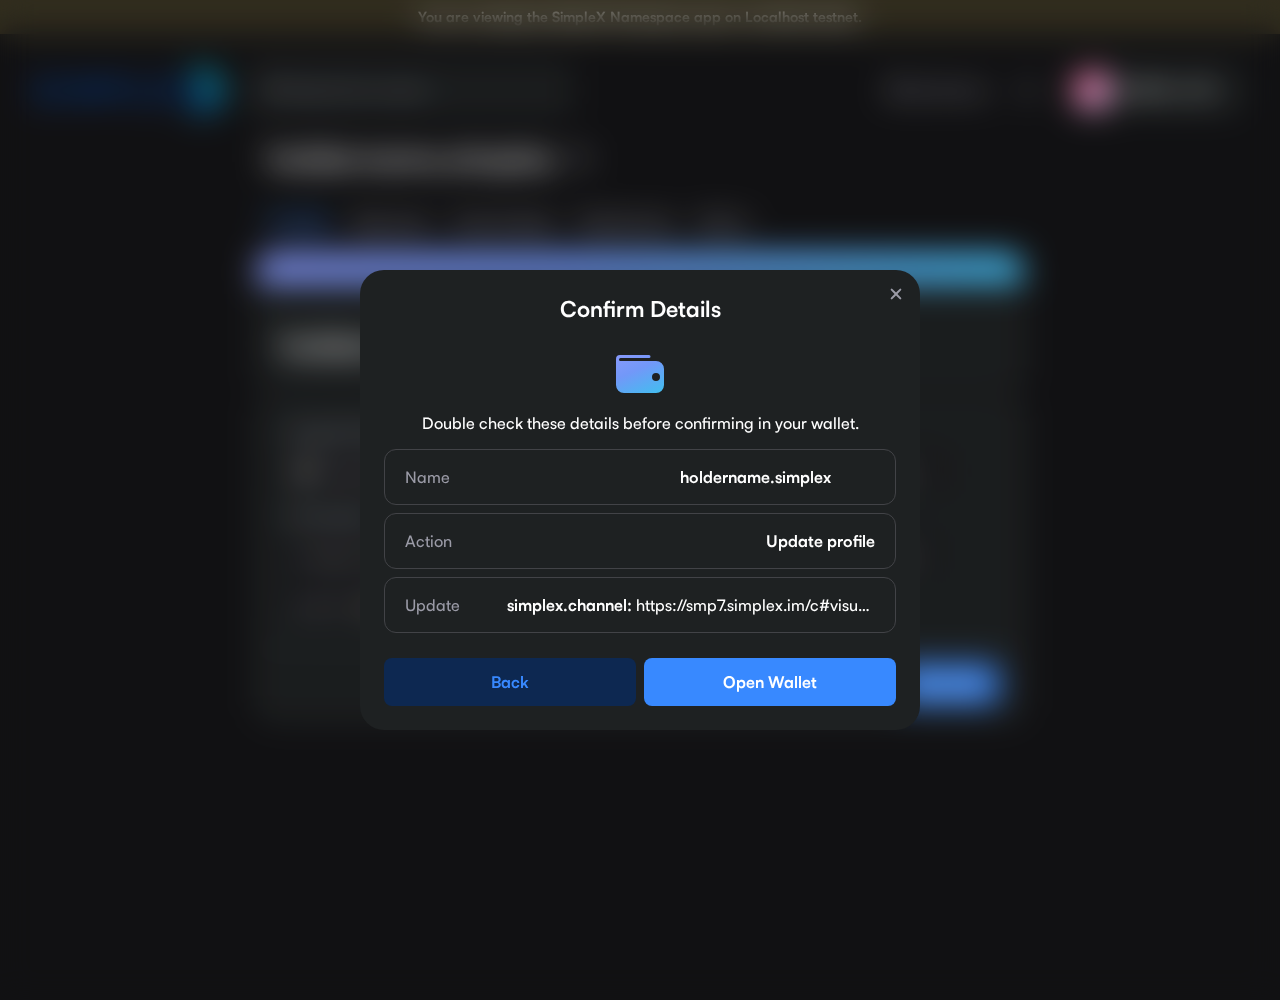 You are viewing the SimpleX Namespace app on Localhost testnet.
Confirm Details
Double check these details before confirming in your wallet.
Name holdername.simplex
Action Update profile
Update simplex.channel: https://smp7.simplex.im/c#visu...
Back Open Wallet